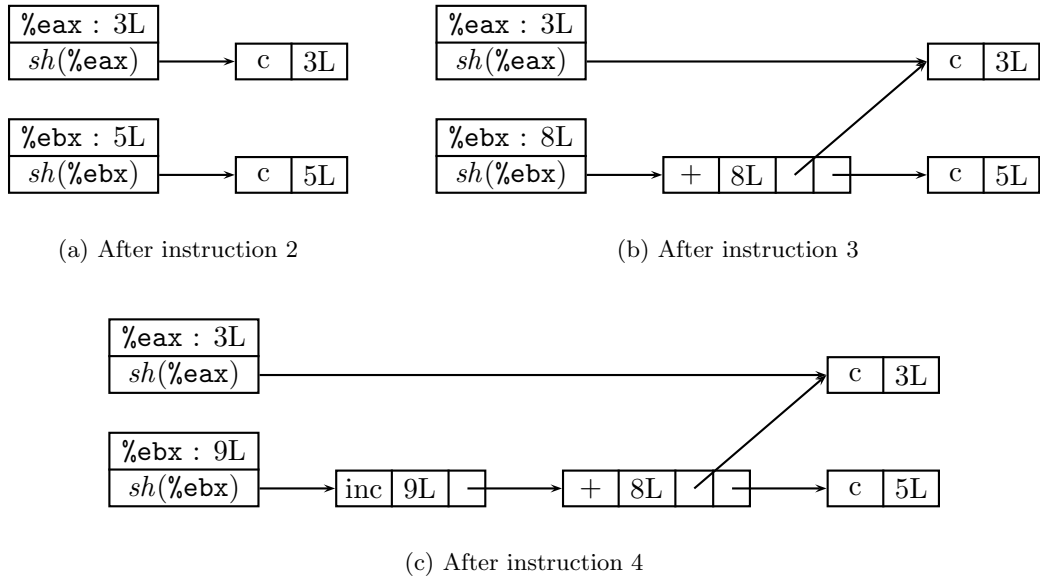 %eax : 3L
sh(%eax) c 3L
%ebx : 5L
sh(%ebx) c 5L
(a) After instruction 2
%eax : 3L
sh(%eax) c 3L
%ebx : 8L
sh(%ebx) + 8L c 5L
(b) After instruction 3
%eax : 3L
sh(%eax) c 3L
%ebx : 9L
sh(%ebx) inc 9L + 8L c 5L
(c) After instruction 4